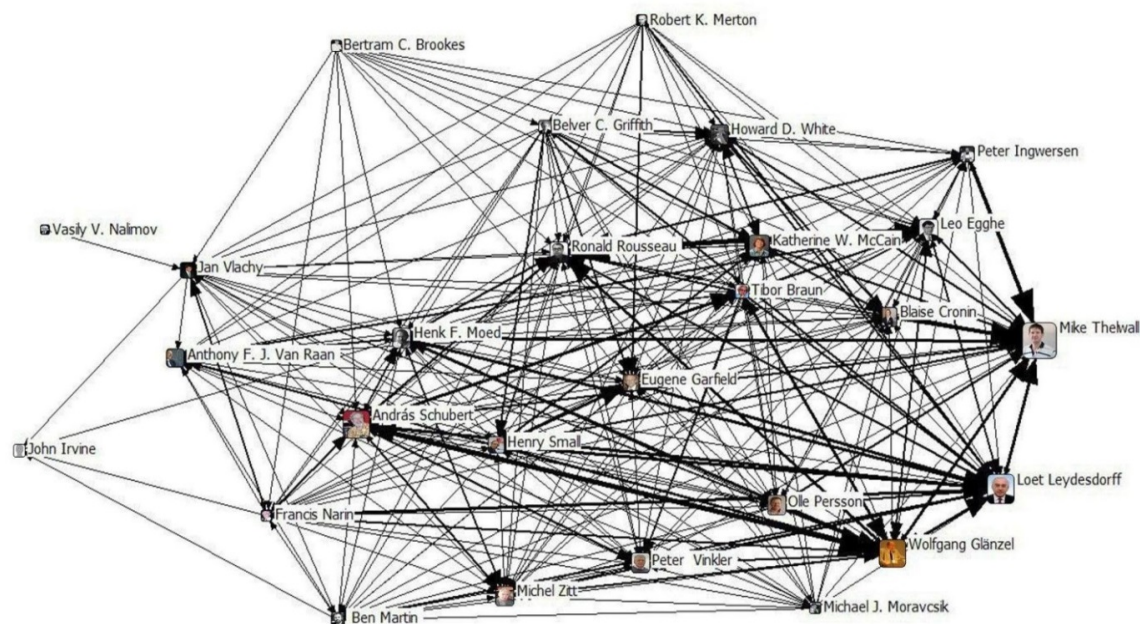 Robert K. Merton
Bertram C. Brookes
Belver C. Griffith
Howard D. White
Peter Ingwersen
Vasily V. Nalimov
Leo Egghe
Ronald Rousseau
Katherine W. McCain
Jan Vlachy
Tibor Braun
Blaise Cronin
Mike Thelwall
Henk F. Moed
Anthony F. J. Van Raan
Eugene Garfield
András Schubert
Henry Small
John Irvine
Loet Leydesdorff
Olle Persson
Francis Narin
Wolfgang Glänzel
Peter Vinkler
Michel Zitt
Michael J. Moravcsik
Ben Martin